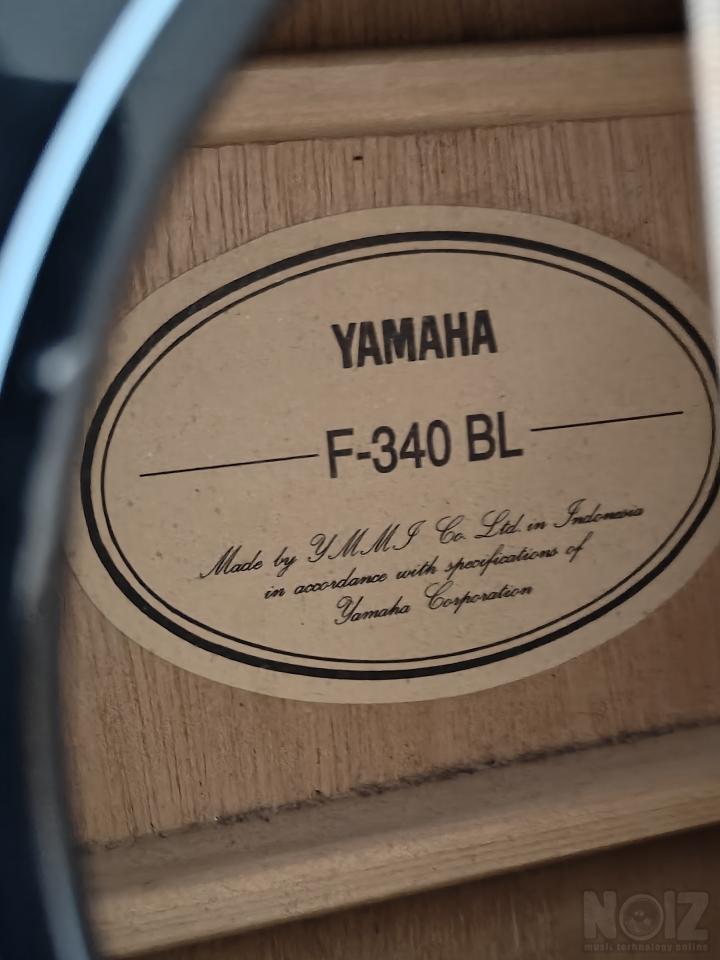 YAMAHA
F-340 BL
Made by YMMI Co. Ltd. in Indonesia
in accordance with specifications of
Yamaha Corporation
NOIZ
music technology online